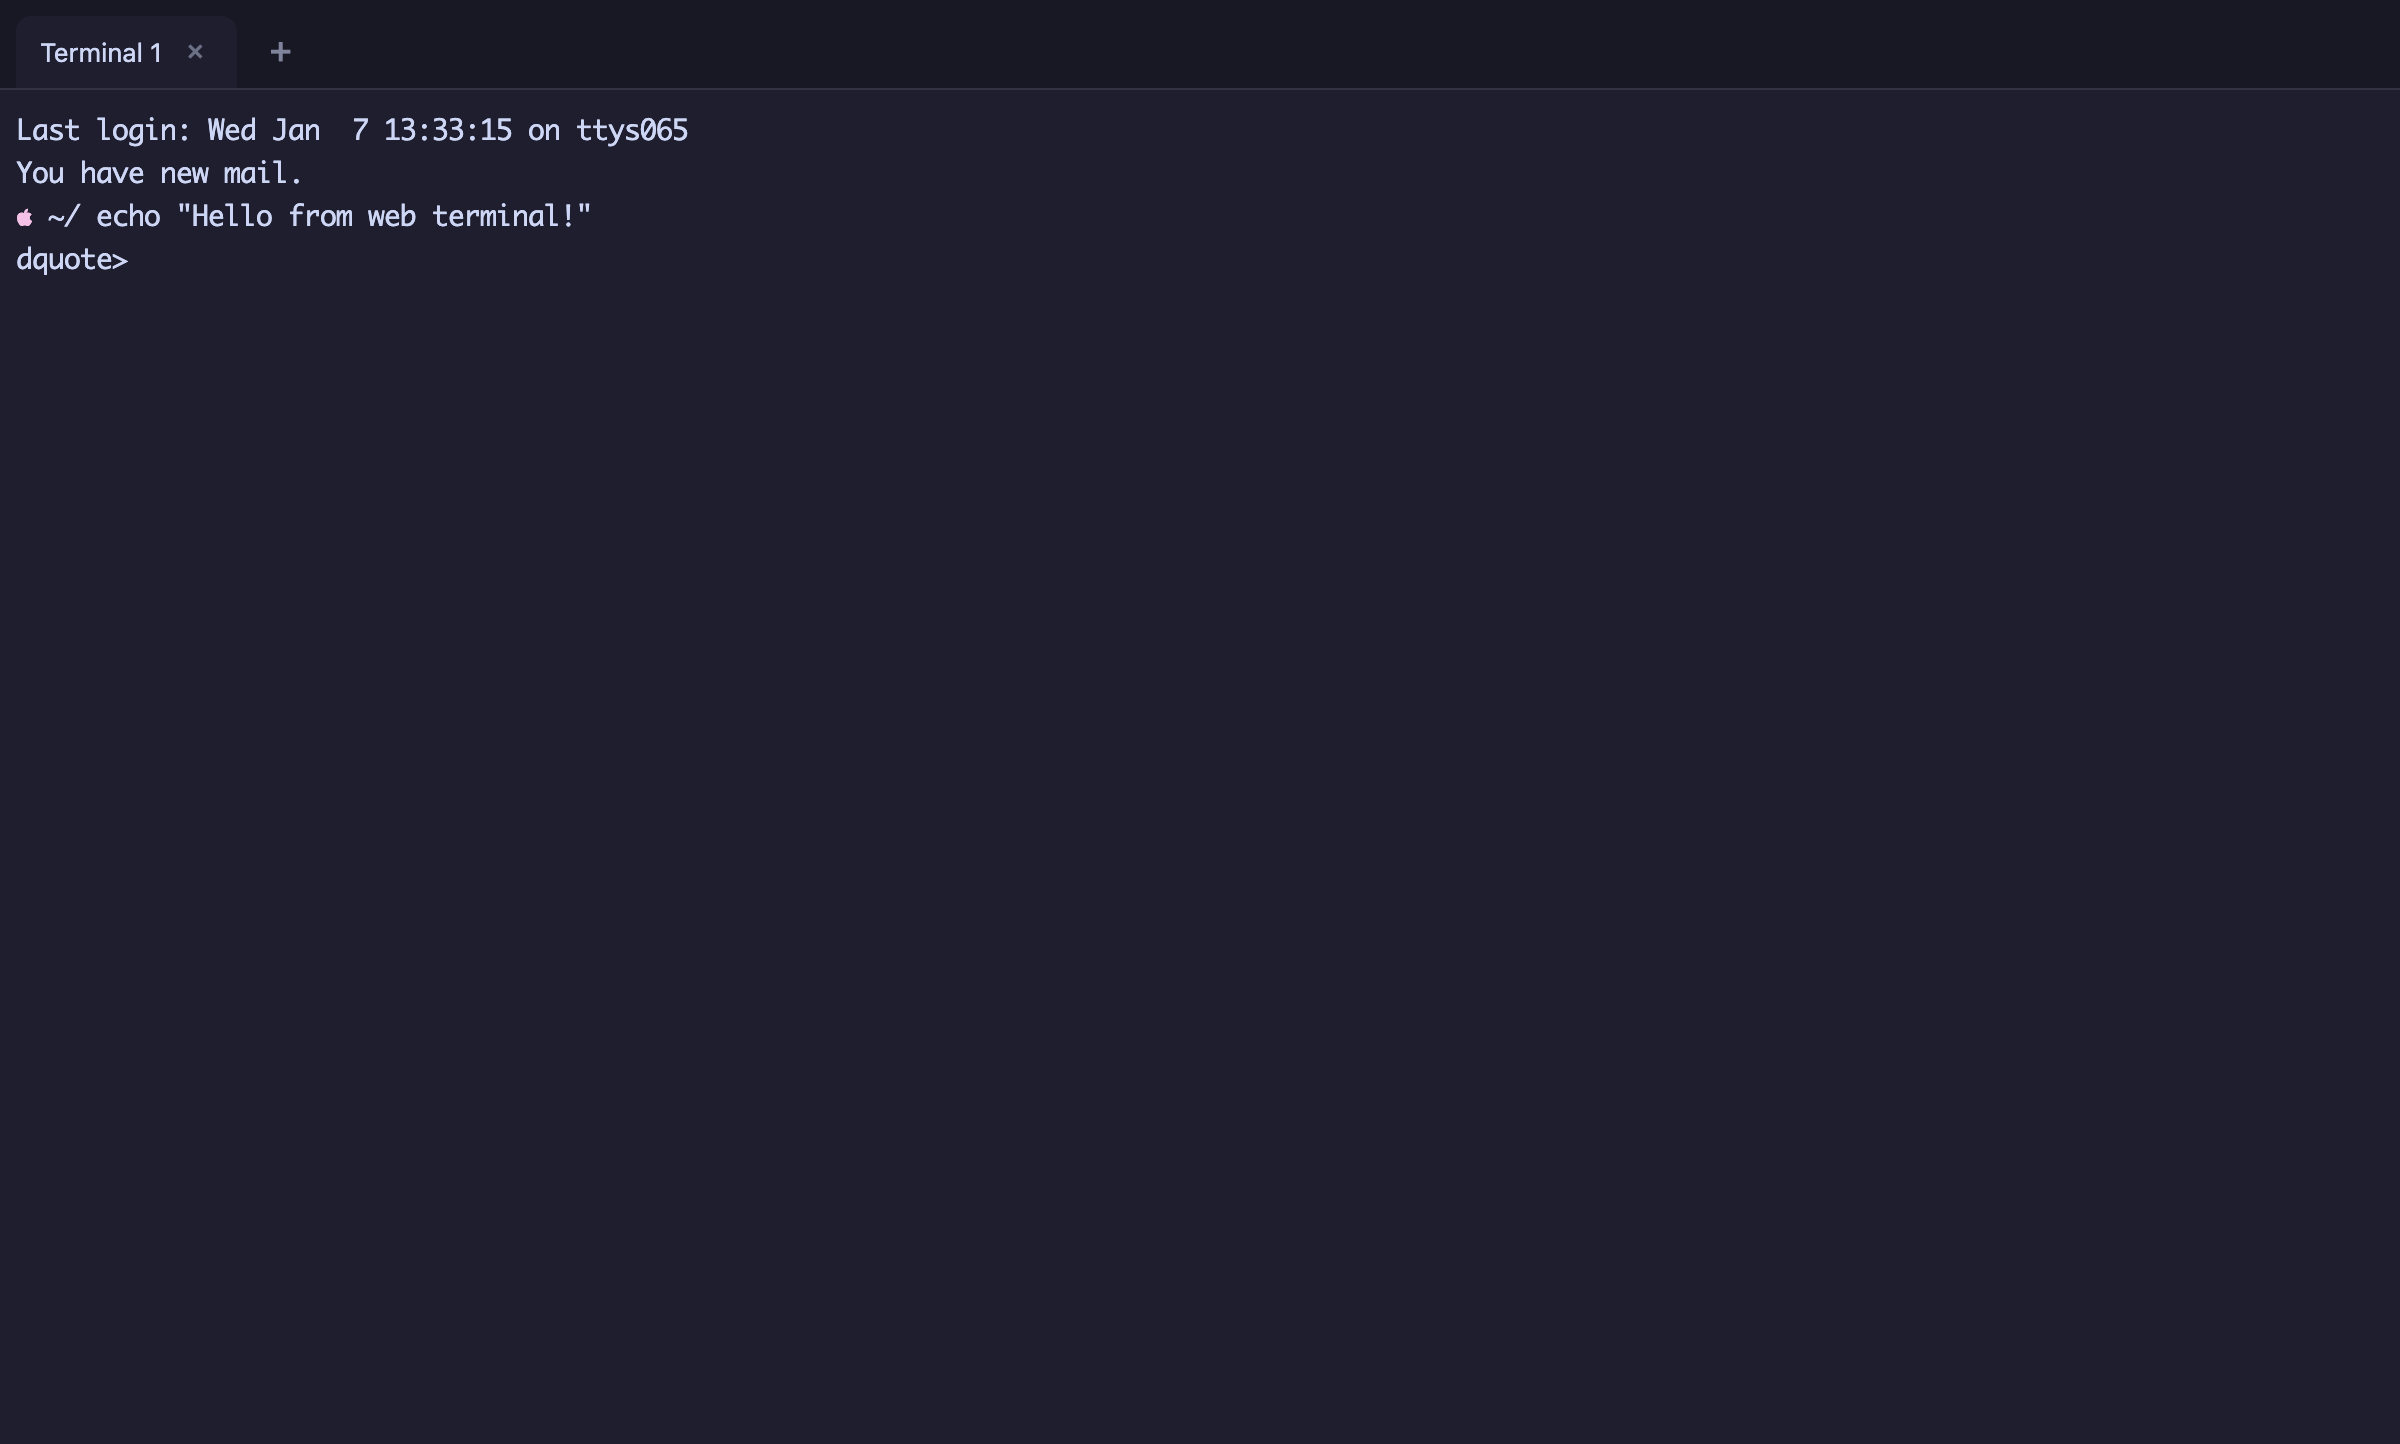 Terminal 1 × +
Last login: Wed Jan  7 13:33:15 on ttys065
You have new mail.
 ~/ echo "Hello from web terminal!"
dquote>